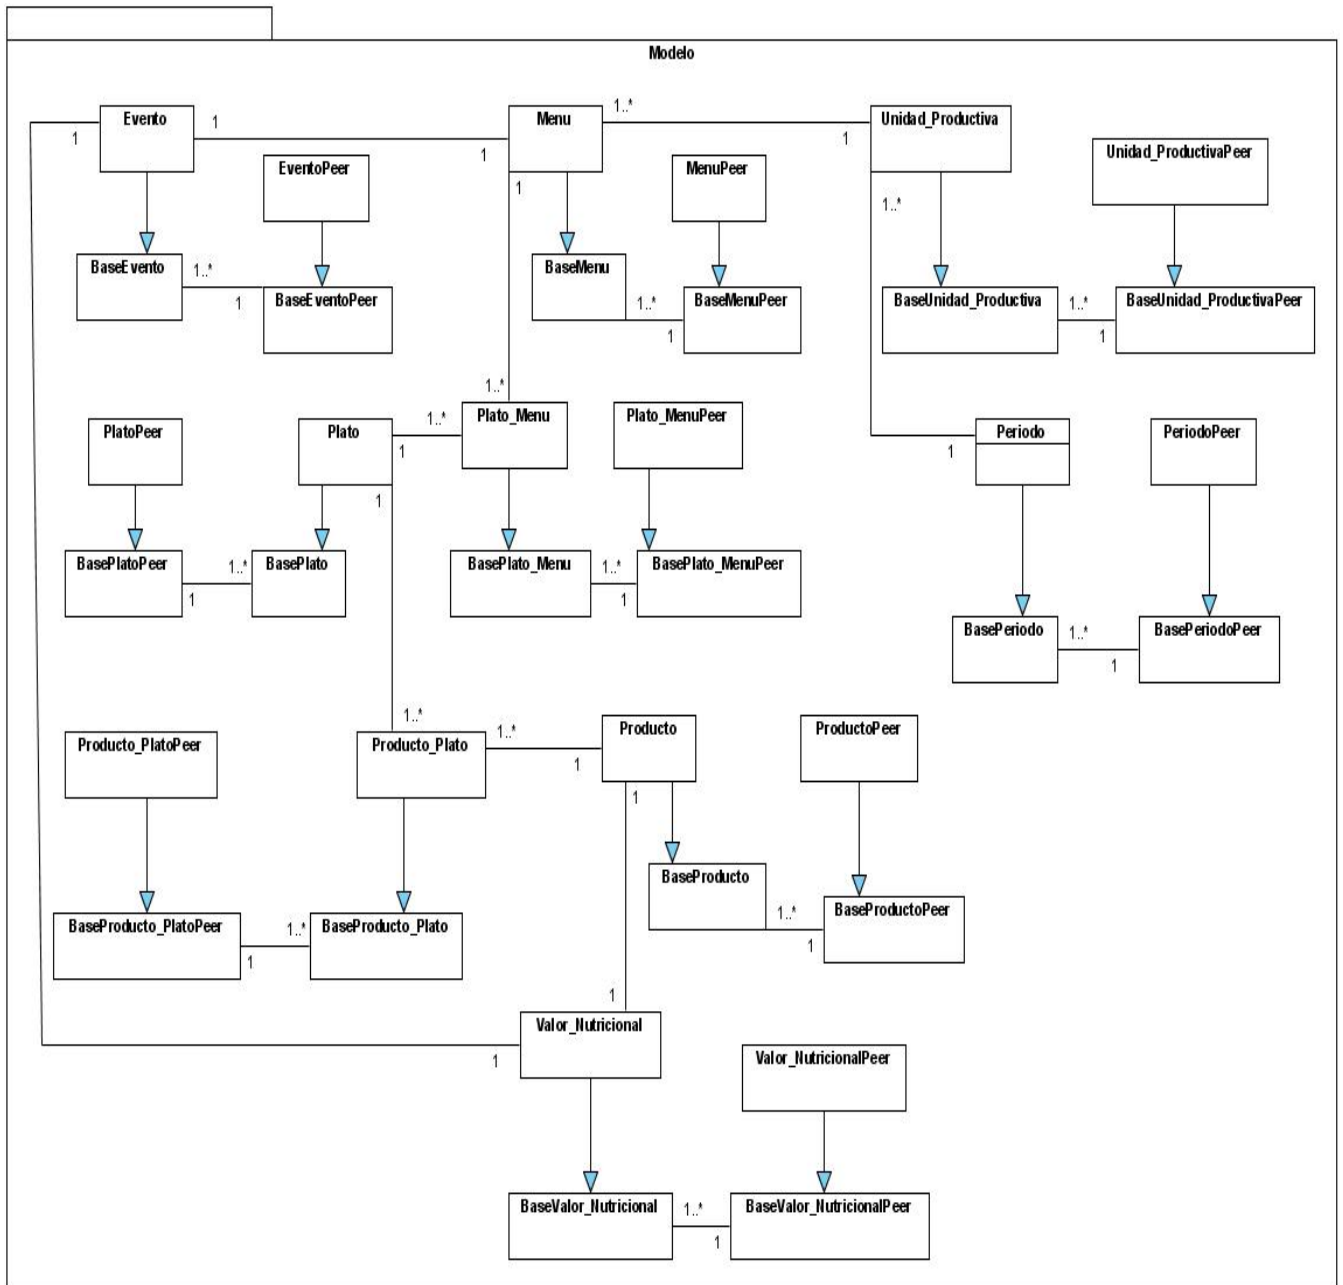 Modelo
1..*
Evento
Menu
Unidad_Productiva
1
1
1
1
Unidad_ProductivaPeer
EventoPeer
MenuPeer
1
1..*
BaseEvento
1..*
BaseMenu
BaseEventoPeer
1
1..*
BaseMenuPeer
1
BaseUnidad_Productiva
1..*
BaseUnidad_ProductivaPeer
1
1..*
PlatoPeer
Plato
1..*
Plato_Menu
Plato_MenuPeer
Periodo
PeriodoPeer
1
1
1
BasePlatoPeer
1..*
BasePlato
BasePlato_Menu
1..*
BasePlato_MenuPeer
1
1
BasePeriodo
1..*
BasePeriodoPeer
1
1..*
Producto_PlatoPeer
Producto_Plato
1..*
Producto
ProductoPeer
1
1
BaseProducto
1..*
BaseProductoPeer
1
BaseProducto_PlatoPeer
1..*
BaseProducto_Plato
1
1
Valor_Nutricional
1
Valor_NutricionalPeer
BaseValor_Nutricional
1..*
BaseValor_NutricionalPeer
1